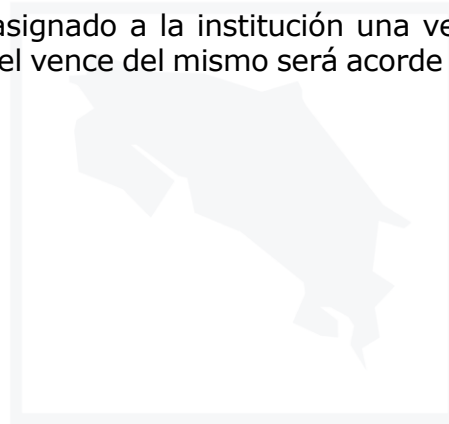 asignado a la institución una ve
el vence del mismo será acorde